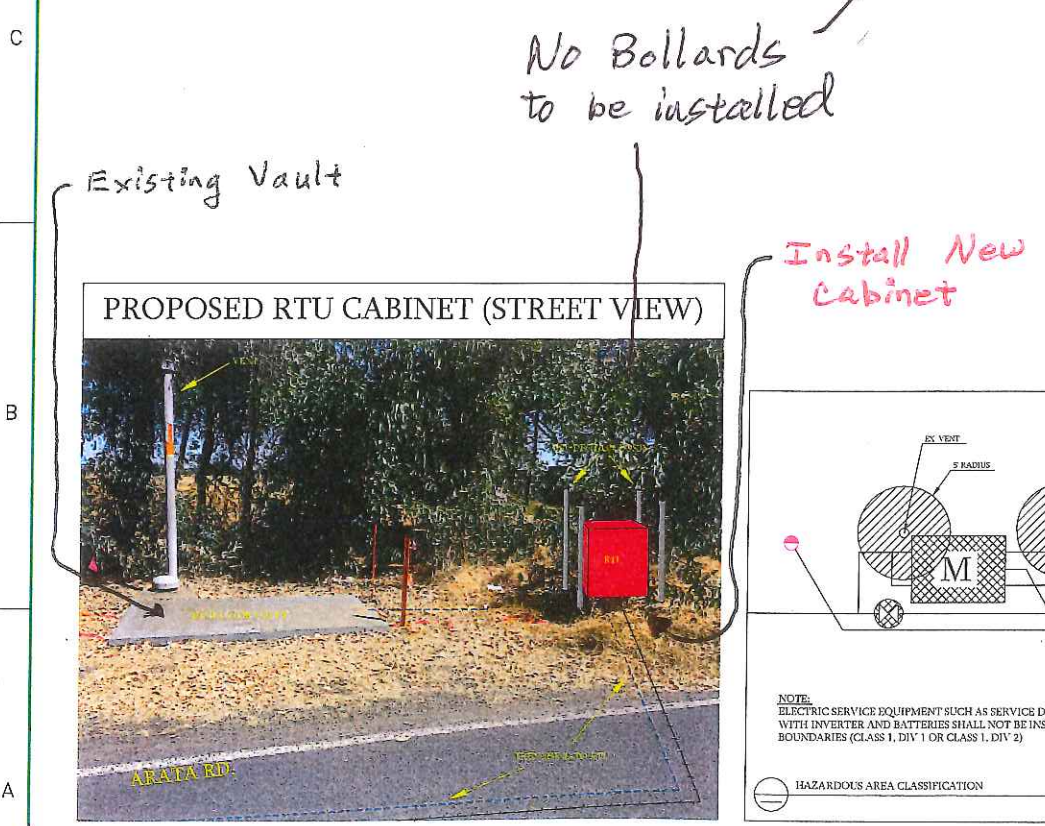 C
No Bollards
to be installed
Existing Vault
Install New
Cabinet
PROPOSED RTU CABINET (STREET VIEW)
VENT
B
RTU
ARATA RD.
EX VENT
5' RADIUS
M
NOTE:
ELECTRIC SERVICE EQUIPMENT SUCH AS SERVICE D
WITH INVERTER AND BATTERIES SHALL NOT BE INS
BOUNDARIES (CLASS 1, DIV 1 OR CLASS 1, DIV 2)
HAZARDOUS AREA CLASSIFICATION
A